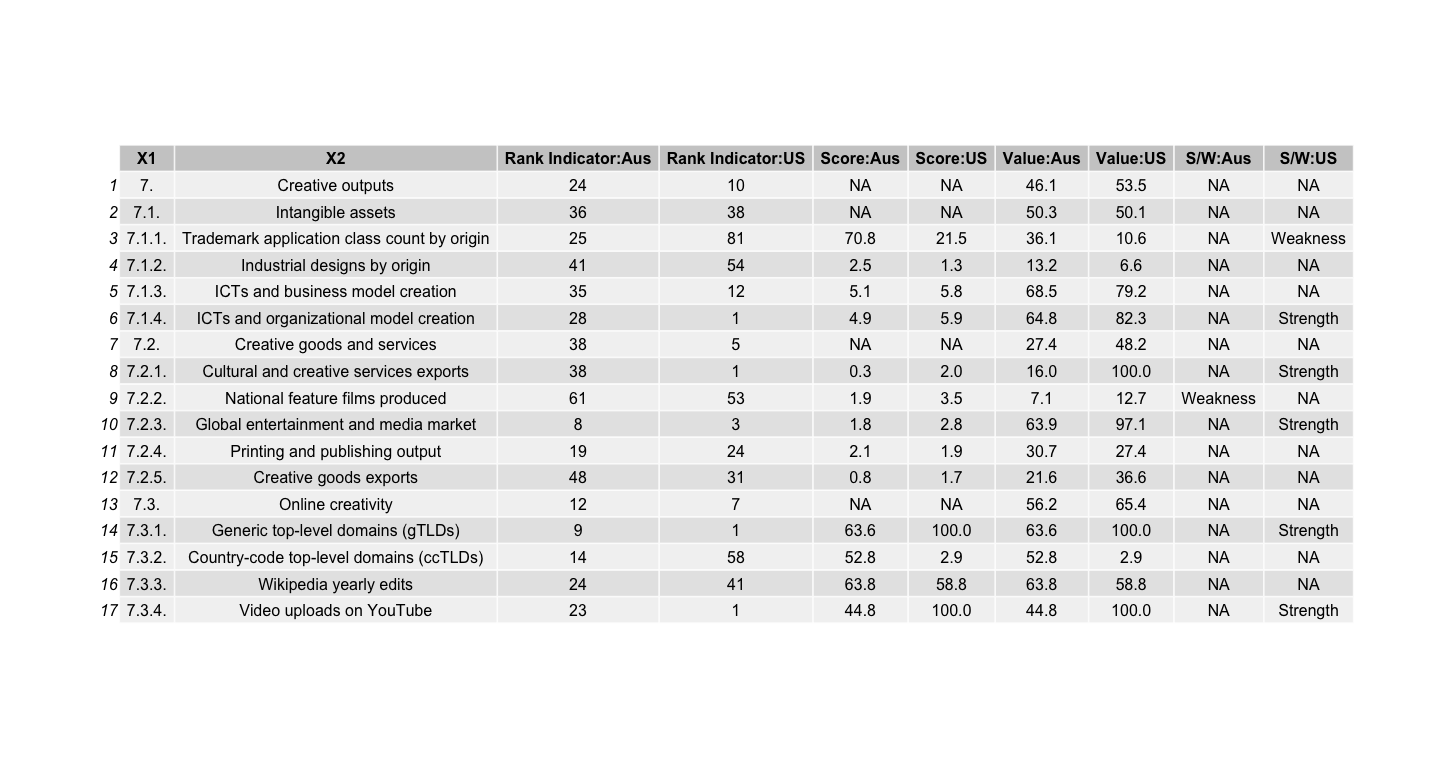 X1 X2 Rank Indicator:Aus Rank Indicator:US Score:Aus Score:US Value:Aus Value:US S/W:Aus S/W:US
1 7. Creative outputs 24 10 NA NA 46.1 53.5 NA NA
2 7.1. Intangible assets 36 38 NA NA 50.3 50.1 NA NA
3 7.1.1. Trademark application class count by origin 25 81 70.8 21.5 36.1 10.6 NA Weakness
4 7.1.2. Industrial designs by origin 41 54 2.5 1.3 13.2 6.6 NA NA
5 7.1.3. ICTs and business model creation 35 12 5.1 5.8 68.5 79.2 NA NA
6 7.1.4. ICTs and organizational model creation 28 1 4.9 5.9 64.8 82.3 NA Strength
7 7.2. Creative goods and services 38 5 NA NA 27.4 48.2 NA NA
8 7.2.1. Cultural and creative services exports 38 1 0.3 2.0 16.0 100.0 NA Strength
9 7.2.2. National feature films produced 61 53 1.9 3.5 7.1 12.7 Weakness NA
10 7.2.3. Global entertainment and media market 8 3 1.8 2.8 63.9 97.1 NA Strength
11 7.2.4. Printing and publishing output 19 24 2.1 1.9 30.7 27.4 NA NA
12 7.2.5. Creative goods exports 48 31 0.8 1.7 21.6 36.6 NA NA
13 7.3. Online creativity 12 7 NA NA 56.2 65.4 NA NA
14 7.3.1. Generic top-level domains (gTLDs) 9 1 63.6 100.0 63.6 100.0 NA Strength
15 7.3.2. Country-code top-level domains (ccTLDs) 14 58 52.8 2.9 52.8 2.9 NA NA
16 7.3.3. Wikipedia yearly edits 24 41 63.8 58.8 63.8 58.8 NA NA
17 7.3.4. Video uploads on YouTube 23 1 44.8 100.0 44.8 100.0 NA Strength